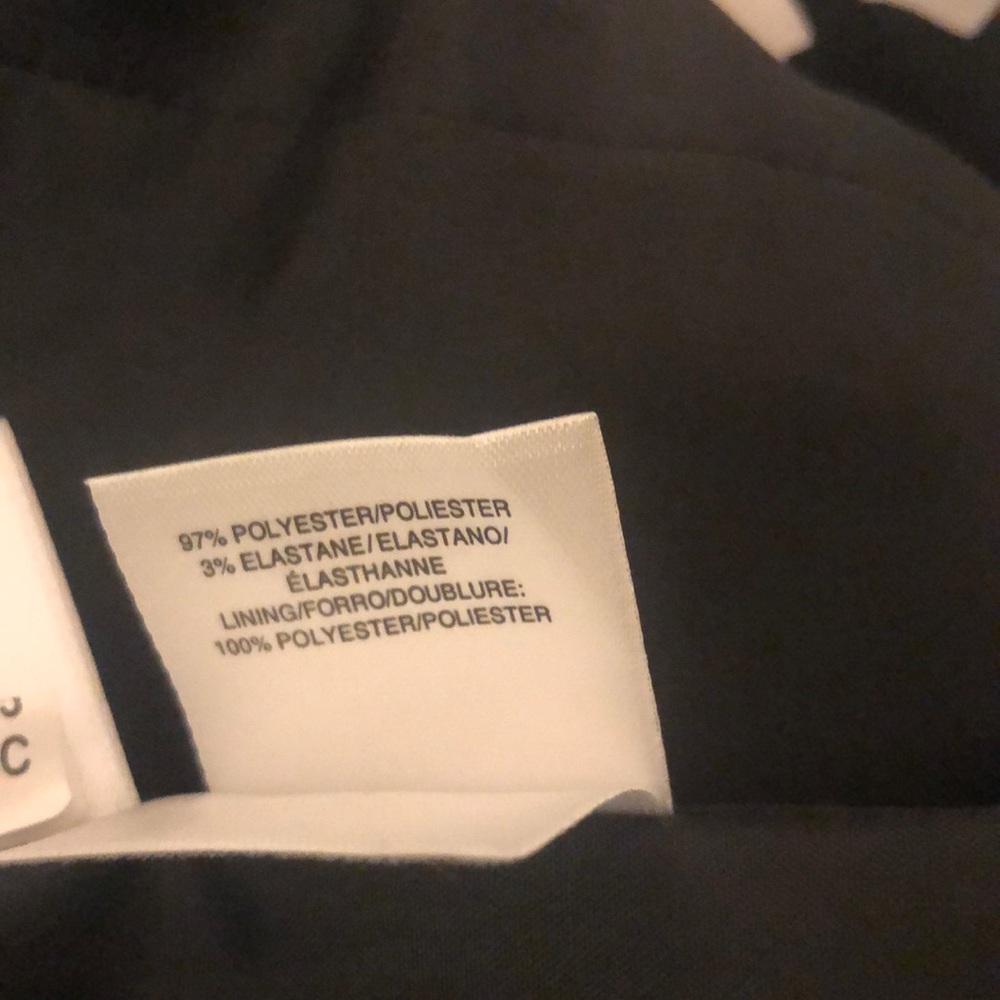 97% POLYESTER/POLIESTER
3% ELASTANE/ELASTANO/
ÉLASTHANNE
LINING/FORRO/DOUBLURE:
100% POLYESTER/POLIESTER
C